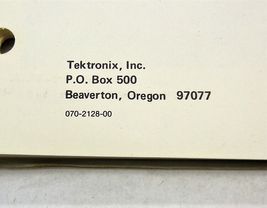 Tektronix, Inc.
P.O. Box 500
Beaverton, Oregon 97077
070-2128-00